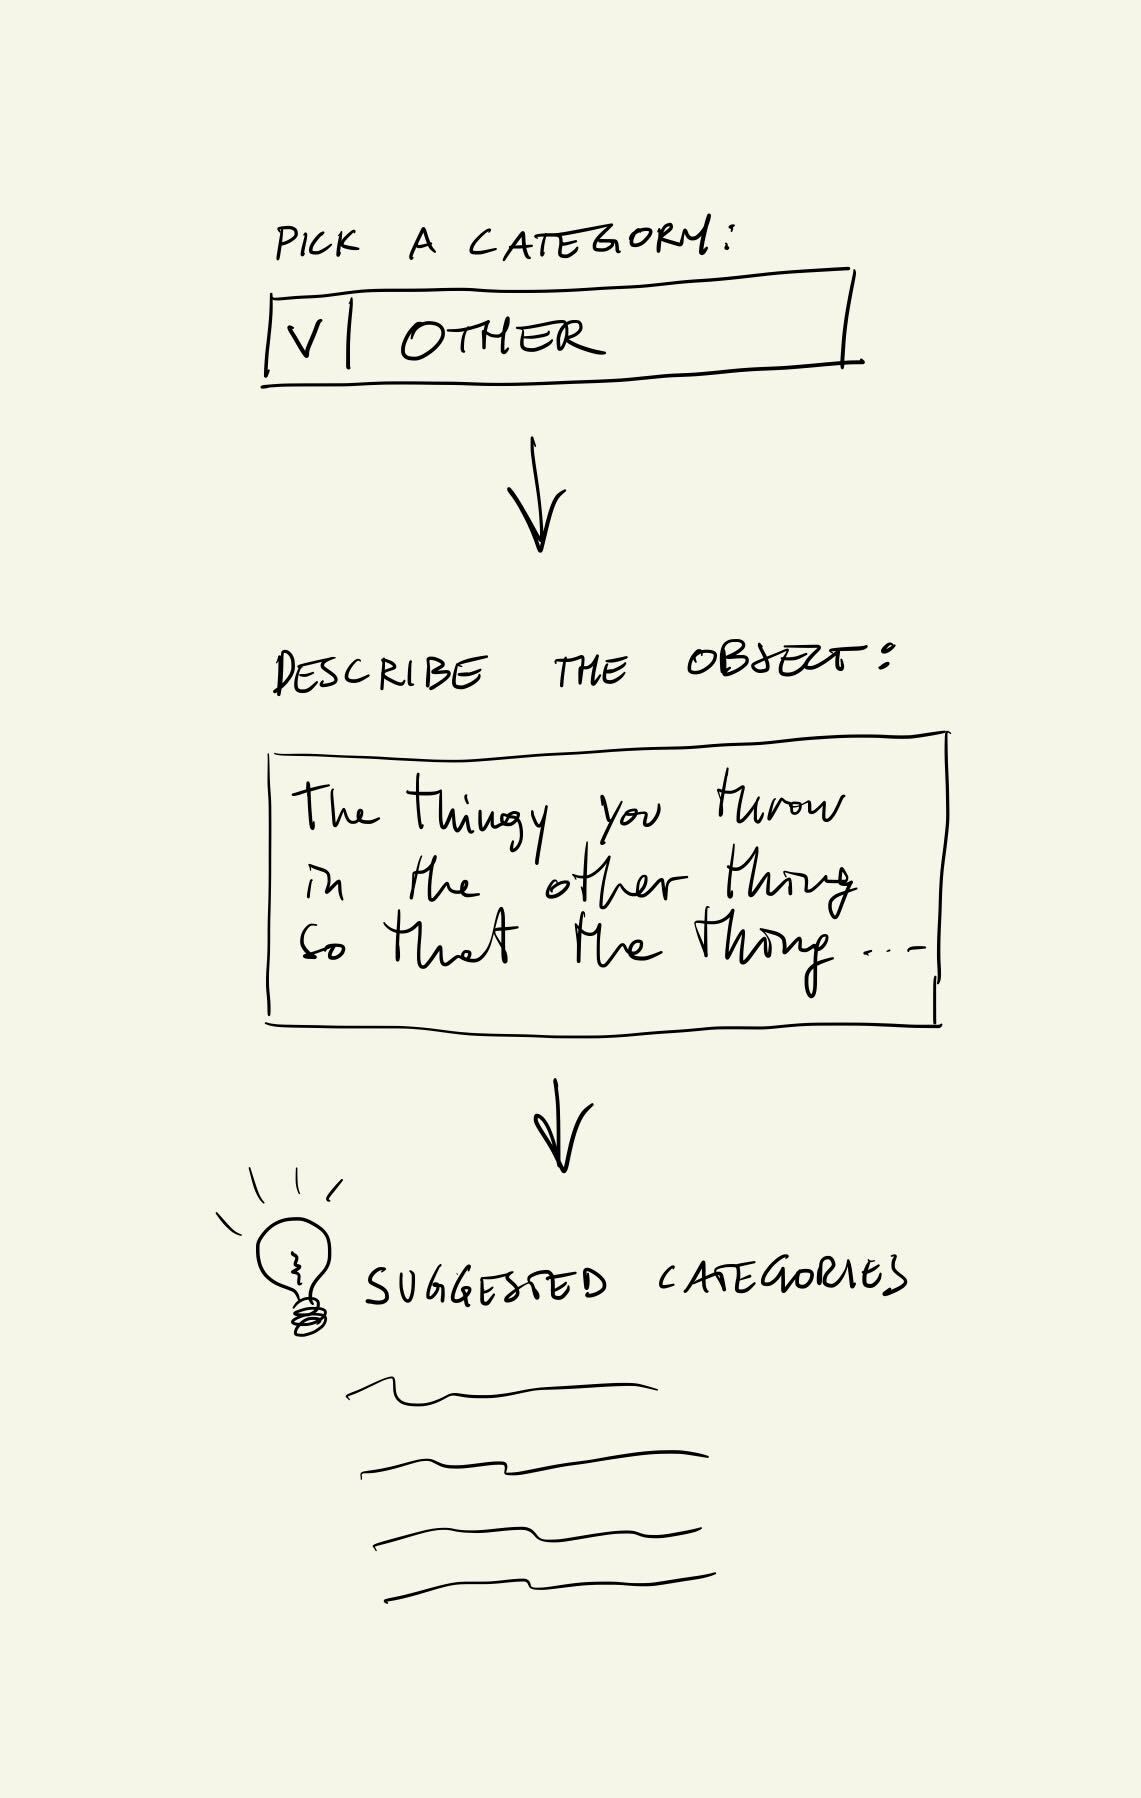 PICK A CATEGORY:
V OTHER
DESCRIBE THE OBJECT:
The thingy you throw
in the other thing
so that the thing ...
SUGGESTED CATEGORIES